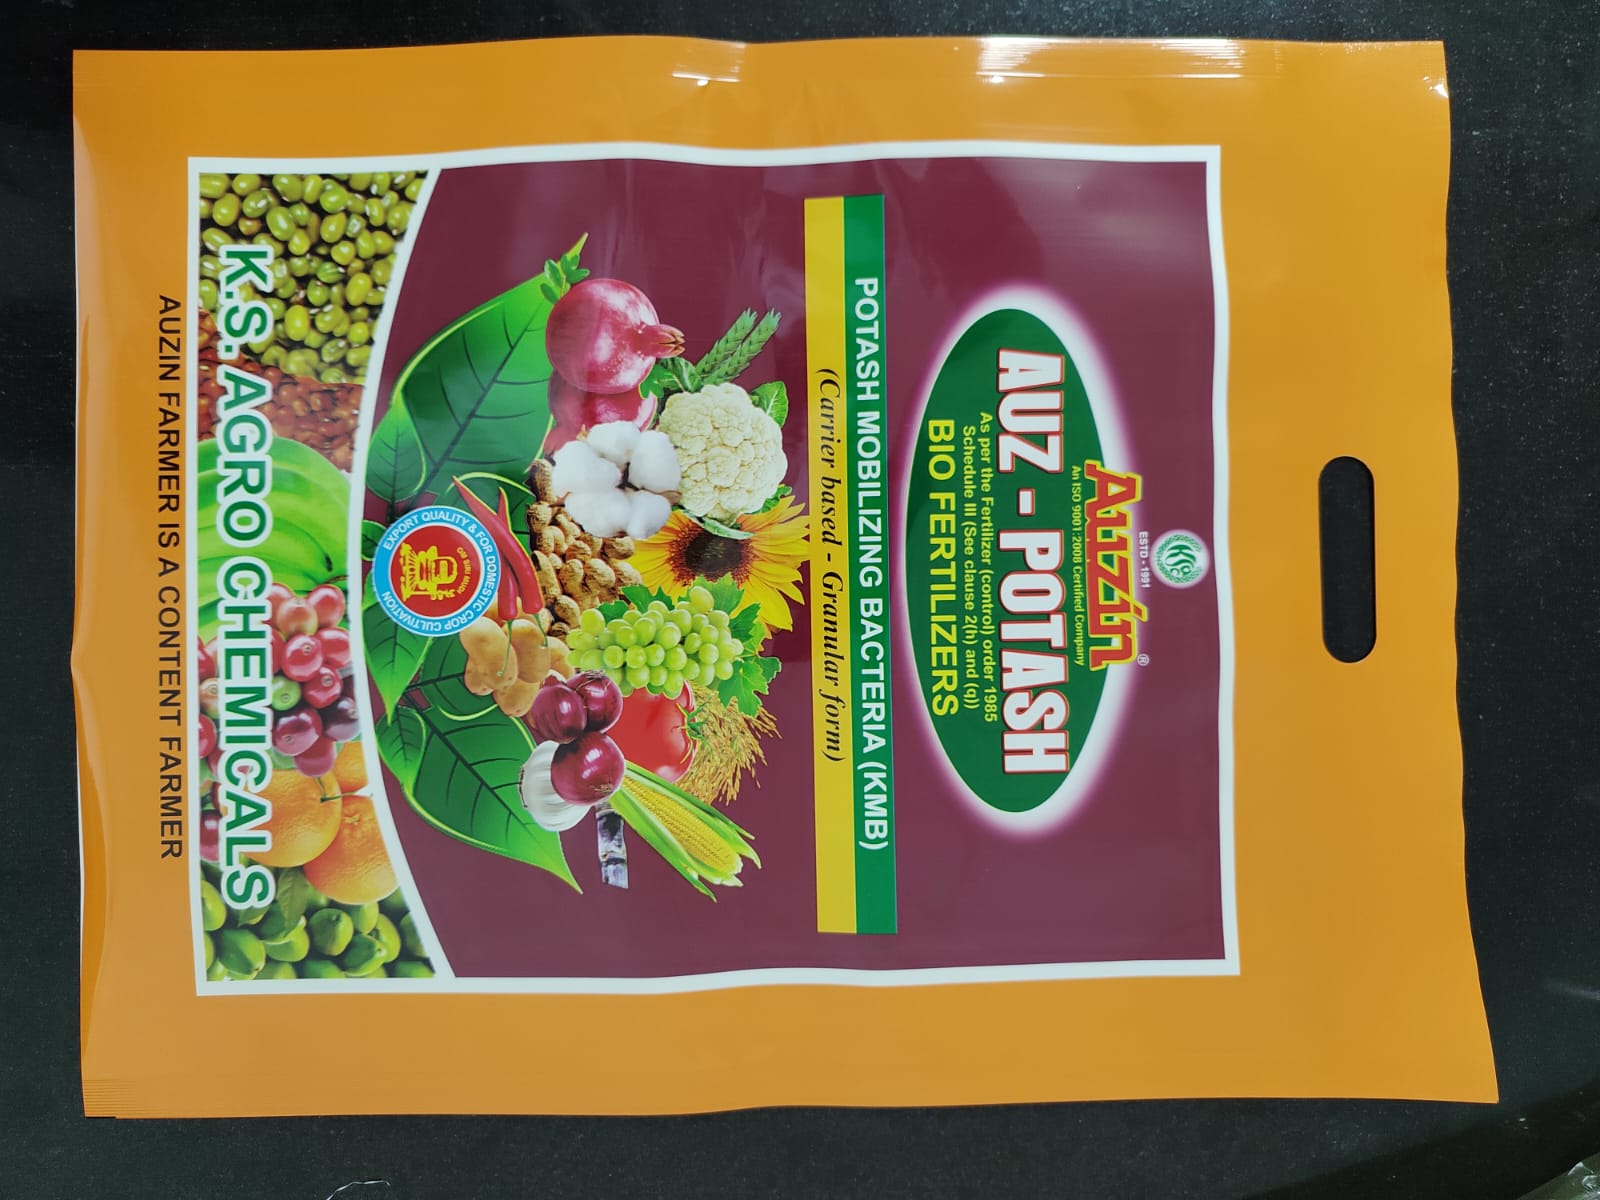 KSC
ESTD - 1991
Auzin®
An ISO 9001:2008 Certified Company
AUZ - POTASH
As per the Fertilizer (control) order 1985
Schedule III (See clause 2(h) and (q))
BIO FERTILIZERS
POTASH MOBILIZING BACTERIA (KMB)
(Carrier based - Granular form)
EXPORT QUALITY & FOR DOMESTIC CROP CULTIVATION
K.S. AGRO CHEMICALS
AUZIN FARMER IS A CONTENT FARMER